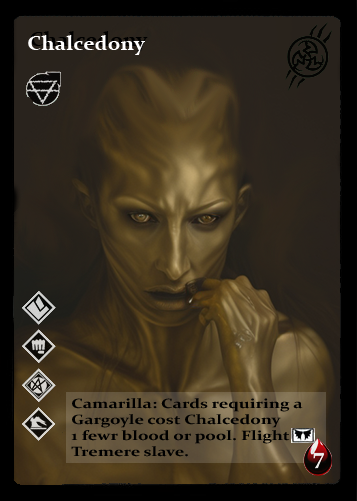 Chalcedony
Camarilla: Cards requiring a
Gargoyle cost Chalcedony
1 fewr blood or pool. Flight
Tremere slave.
7